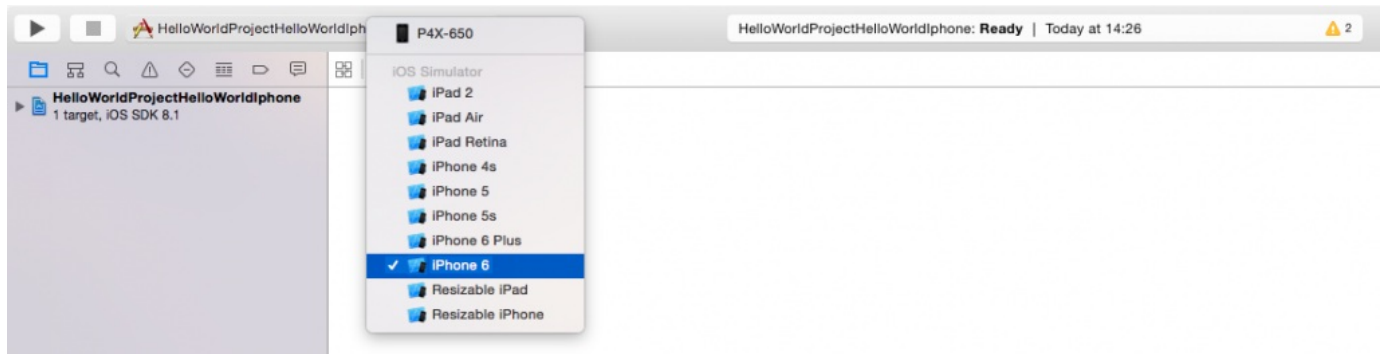 HelloWorldProjectHelloWorldIph
HelloWorldProjectHelloWorldIphone: Ready | Today at 14:26
2
HelloWorldProjectHelloWorldIphone
1 target, iOS SDK 8.1
P4X-650
iOS Simulator
iPad 2
iPad Air
iPad Retina
iPhone 4s
iPhone 5
iPhone 5s
iPhone 6 Plus
iPhone 6
Resizable iPad
Resizable iPhone